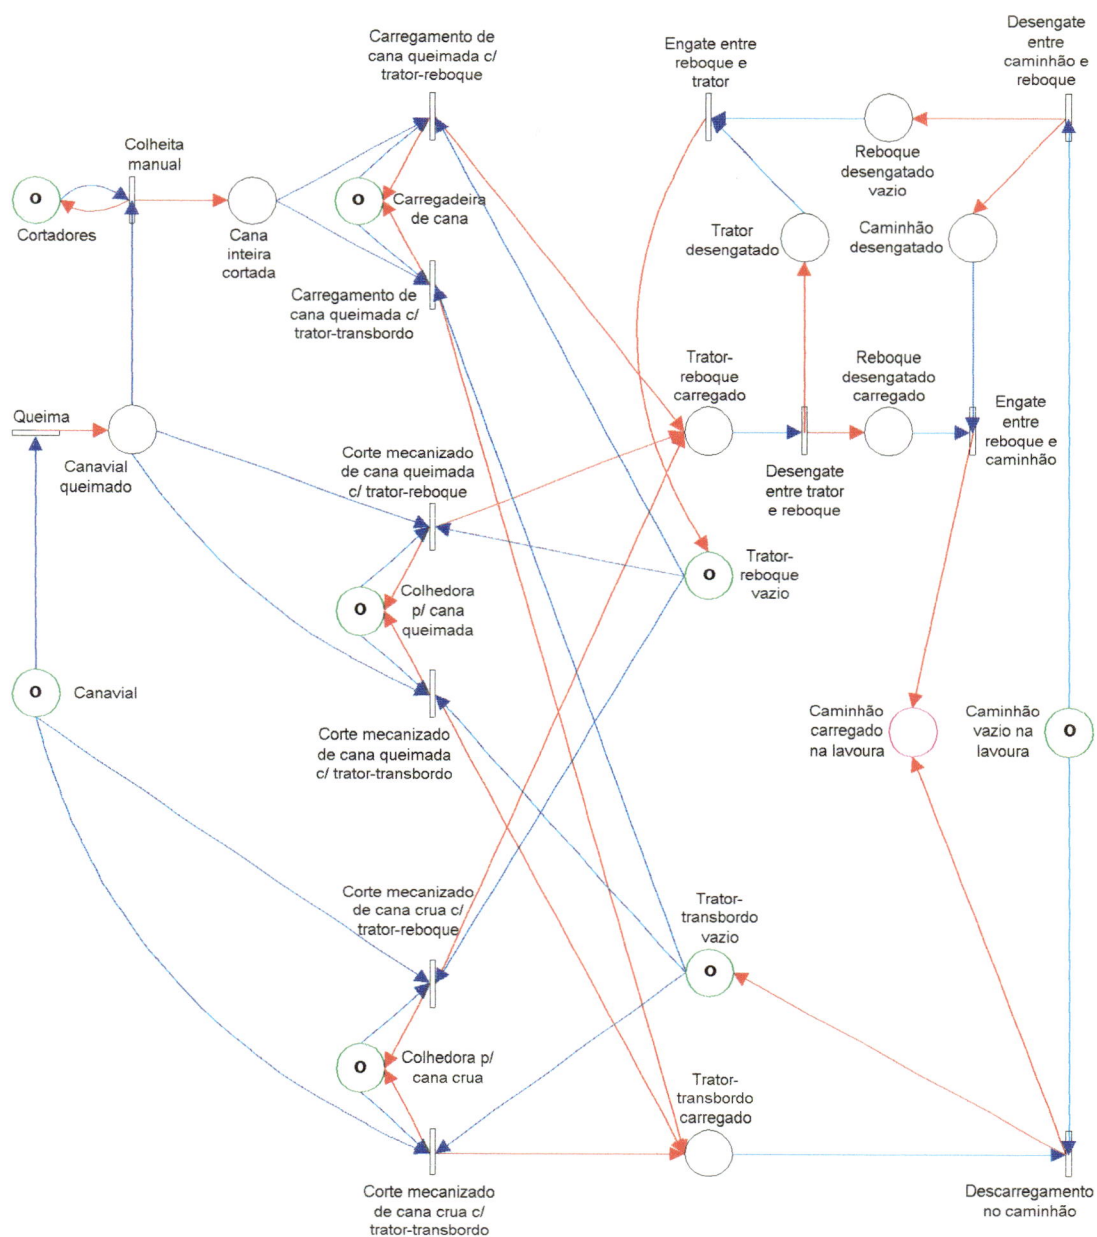 Carregamento de
cana queimada c/
trator-reboque
Engate entre
reboque e
trator
Desengate
entre
caminhão e
reboque
Colheita
manual
Reboque
desengatado
vazio
o
Cortadores
Cana
inteira
cortada
o
Carregadeira
de cana
Trator
desengatado
Caminhão
desengatado
Carregamento de
cana queimada c/
trator-transbordo
Trator-
reboque
carregado
Reboque
desengatado
carregado
Queima
Canavial
queimado
Engate
entre
reboque e
caminhão
Corte mecanizado
de cana queimada
c/ trator-reboque
Desengate
entre trator
e reboque
o
Trator-
reboque
vazio
o
Colhedora
p/ cana
queimada
o
Canavial
Corte mecanizado
de cana queimada
c/ trator-transbordo
Caminhão
carregado
na lavoura
Caminhão
vazio na
lavoura
o
Corte mecanizado
de cana crua c/
trator-reboque
Trator-
transbordo
vazio
o
o
Colhedora p/
cana crua
Trator-
transbordo
carregado
Corte mecanizado
de cana crua c/
trator-transbordo
Descarregamento
no caminhão